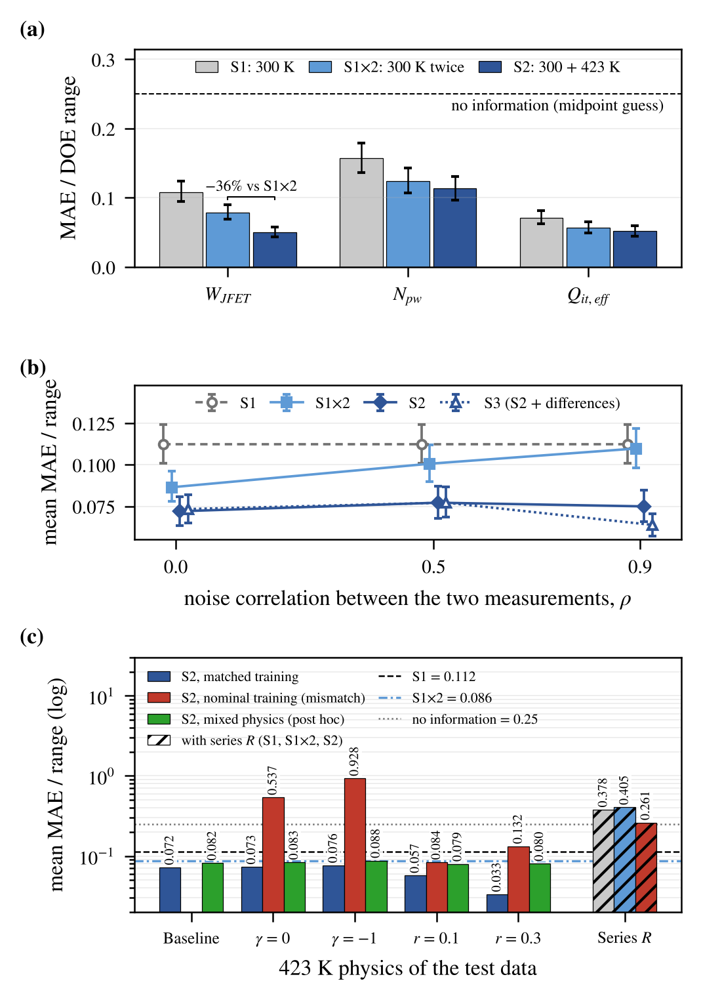 (a)
MAE / DOE range
0.3
0.2
0.1
0.0
S1: 300 K
S1×2: 300 K twice
S2: 300 + 423 K
no information (midpoint guess)
−36% vs S1×2
W_JFET
N_pw
Q_it, eff
(b)
mean MAE / range
0.125
0.100
0.075
S1
S1×2
S2
S3 (S2 + differences)
0.0
0.5
0.9
noise correlation between the two measurements, ρ
(c)
mean MAE / range (log)
10¹
10⁰
10⁻¹
S2, matched training
S2, nominal training (mismatch)
S2, mixed physics (post hoc)
with series R (S1, S1×2, S2)
S1 = 0.112
S1×2 = 0.086
no information = 0.25
0.072
0.082
0.073
0.537
0.083
0.076
0.928
0.088
0.057
0.084
0.079
0.033
0.132
0.080
0.378
0.405
0.261
Baseline
γ = 0
γ = −1
r = 0.1
r = 0.3
Series R
423 K physics of the test data